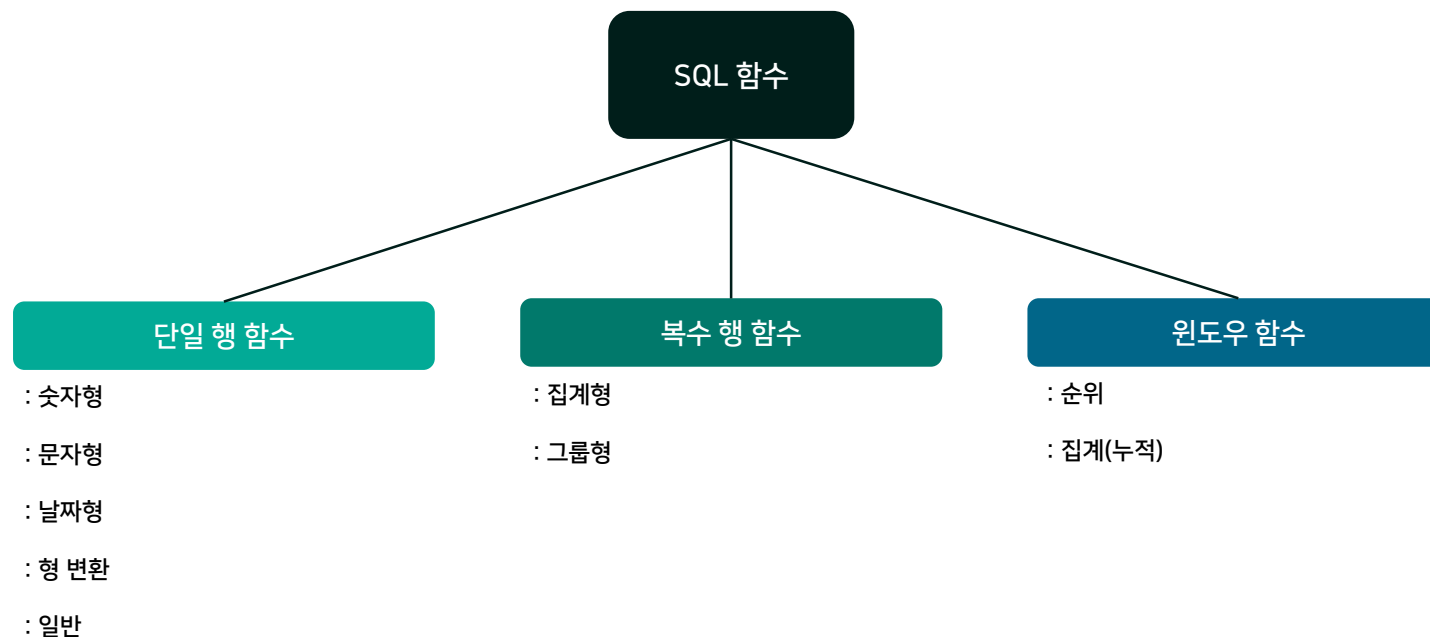 SQL 함수
단일 행 함수
: 숫자형
: 문자형
: 날짜형
: 형 변환
: 일반
복수 행 함수
: 집계형
: 그룹형
윈도우 함수
: 순위
: 집계(누적)